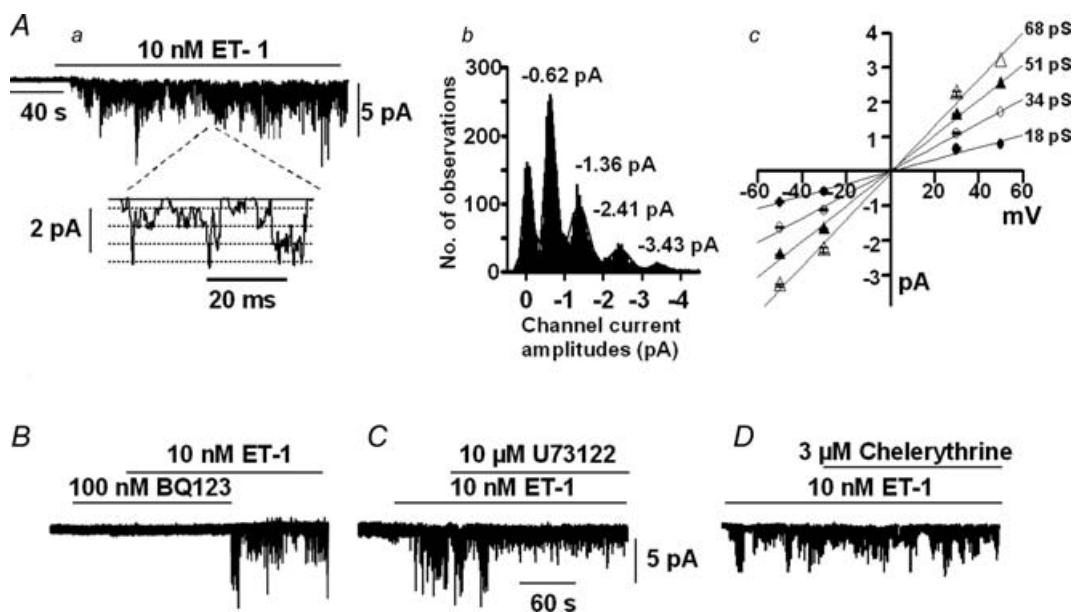 A
a
10 nM ET-1
40 s
5 pA
2 pA
20 ms
b
300
200
100
0
No. of observations
-0.62 pA
-1.36 pA
-2.41 pA
-3.43 pA
0 -1 -2 -3 -4
Channel current
amplitudes (pA)
c
68 pS
51 pS
34 pS
18 pS
4
3
2
1
-60 -40 -20 20 40 60
mV
-1
-2
-3
pA
B
10 nM ET-1
100 nM BQ123
C
10 µM U73122
10 nM ET-1
5 pA
60 s
D
3 µM Chelerythrine
10 nM ET-1